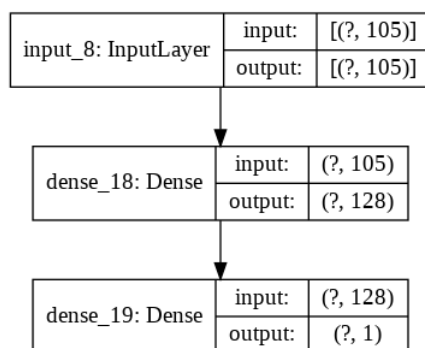 input_8: InputLayer
input: [(?, 105)]
output: [(?, 105)]
dense_18: Dense
input: (?, 105)
output: (?, 128)
dense_19: Dense
input: (?, 128)
output: (?, 1)